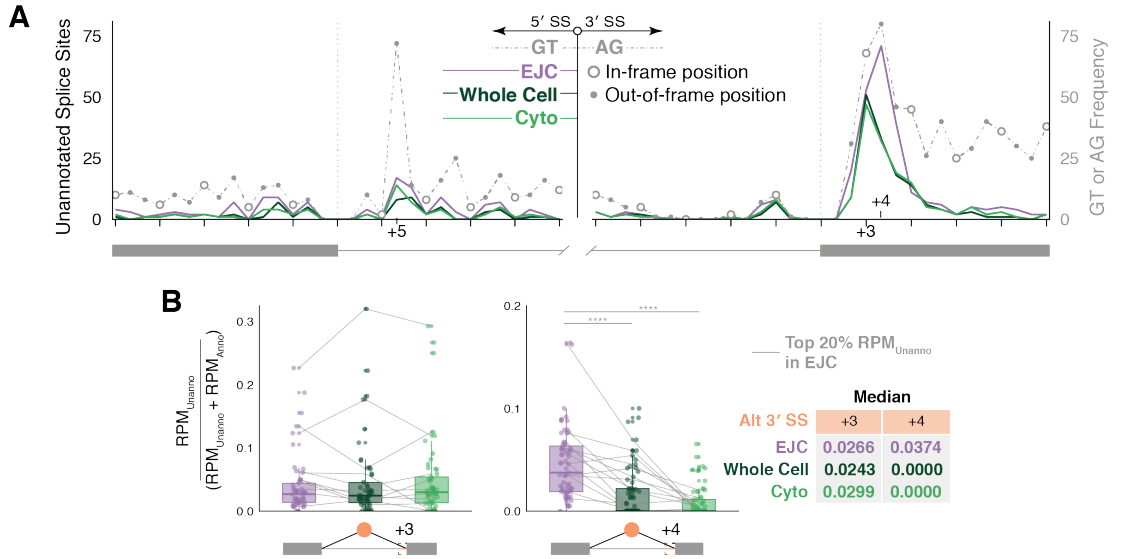 A
5′ SS 3′ SS
GT AG
EJC
Whole Cell
Cyto
In-frame position
Out-of-frame position
Unannotated Splice Sites
75
50
25
0
75
50
25
0
GT or AG Frequency
+5
+4
+3
B
RPM_Unanno
(RPM_Unanno + RPM_Anno)
0.3
0.2
0.1
0.0
+3
0.2
0.1
0.0
****
****
+4
Top 20% RPM_Unanno
in EJC
Median
Alt 3′ SS +3 +4
EJC 0.0266 0.0374
Whole Cell 0.0243 0.0000
Cyto 0.0299 0.0000